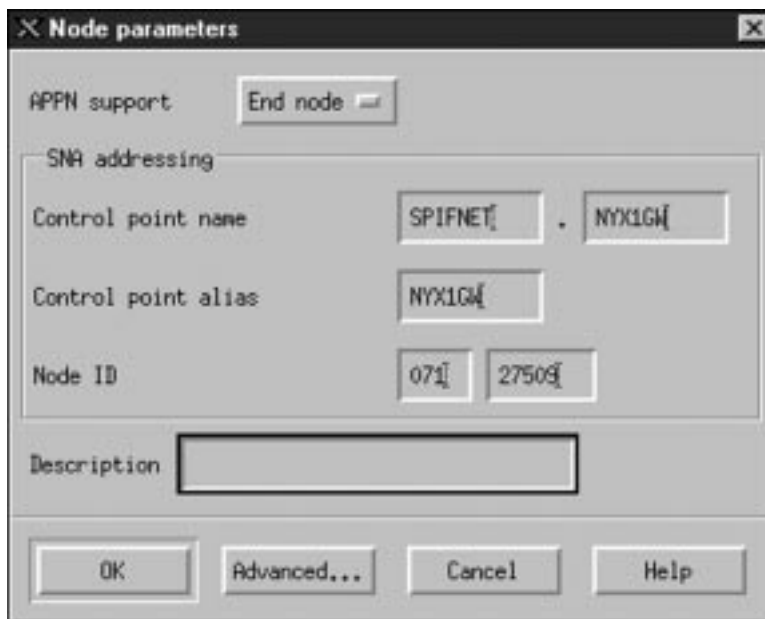 Node parameters
APPN support End node
SNA addressing
Control point name SPIFNET . NYX1GW
Control point alias NYX1GW
Node ID 071 27509
Description
OK Advanced... Cancel Help